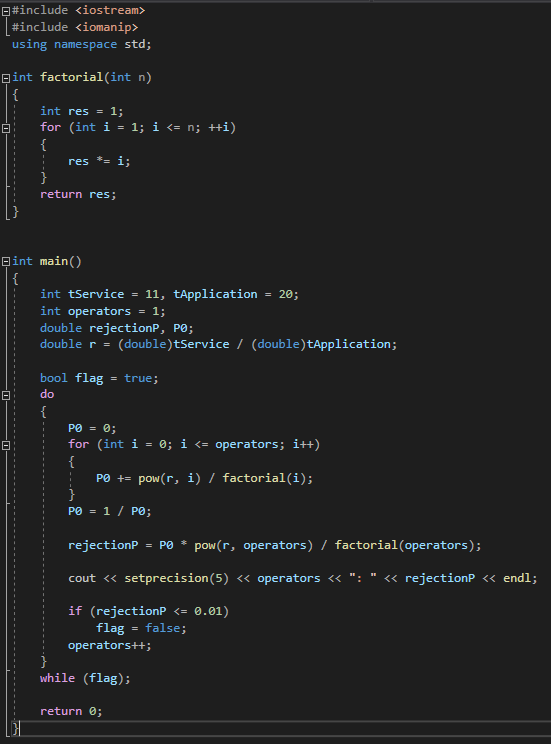 #include <iostream>
#include <iomanip>
using namespace std;

int factorial(int n)
{
    int res = 1;
    for (int i = 1; i <= n; ++i)
    {
        res *= i;
    }
    return res;
}


int main()
{
    int tService = 11, tApplication = 20;
    int operators = 1;
    double rejectionP, P0;
    double r = (double)tService / (double)tApplication;

    bool flag = true;
    do
    {
        P0 = 0;
        for (int i = 0; i <= operators; i++)
        {
            P0 += pow(r, i) / factorial(i);
        }
        P0 = 1 / P0;

        rejectionP = P0 * pow(r, operators) / factorial(operators);

        cout << setprecision(5) << operators << ": " << rejectionP << endl;

        if (rejectionP <= 0.01)
            flag = false;
        operators++;
    }
    while (flag);

    return 0;
}